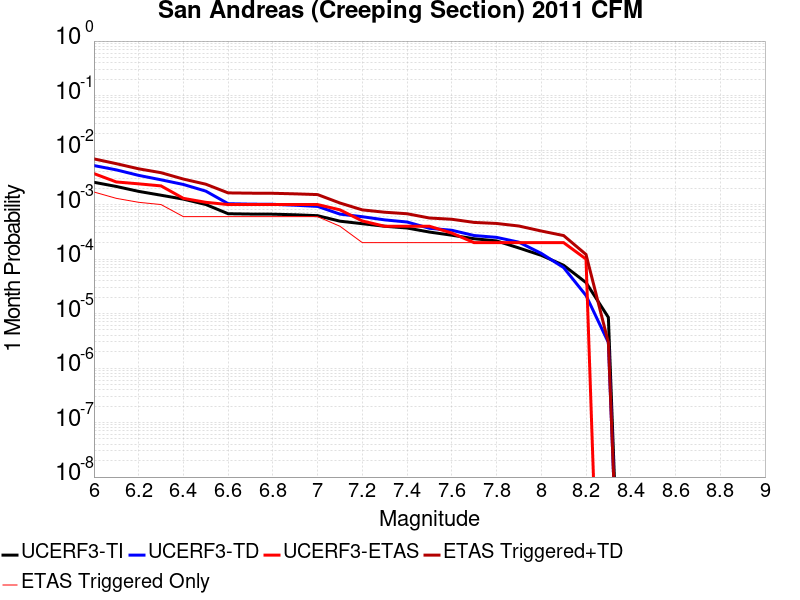 San Andreas (Creeping Section) 2011 CFM
1 Month Probability
10^0
10^-1
10^-2
10^-3
10^-4
10^-5
10^-6
10^-7
10^-8
6 6.2 6.4 6.6 6.8 7 7.2 7.4 7.6 7.8 8 8.2 8.4 8.6 8.8 9
Magnitude
UCERF3-TI UCERF3-TD UCERF3-ETAS ETAS Triggered+TD
ETAS Triggered Only